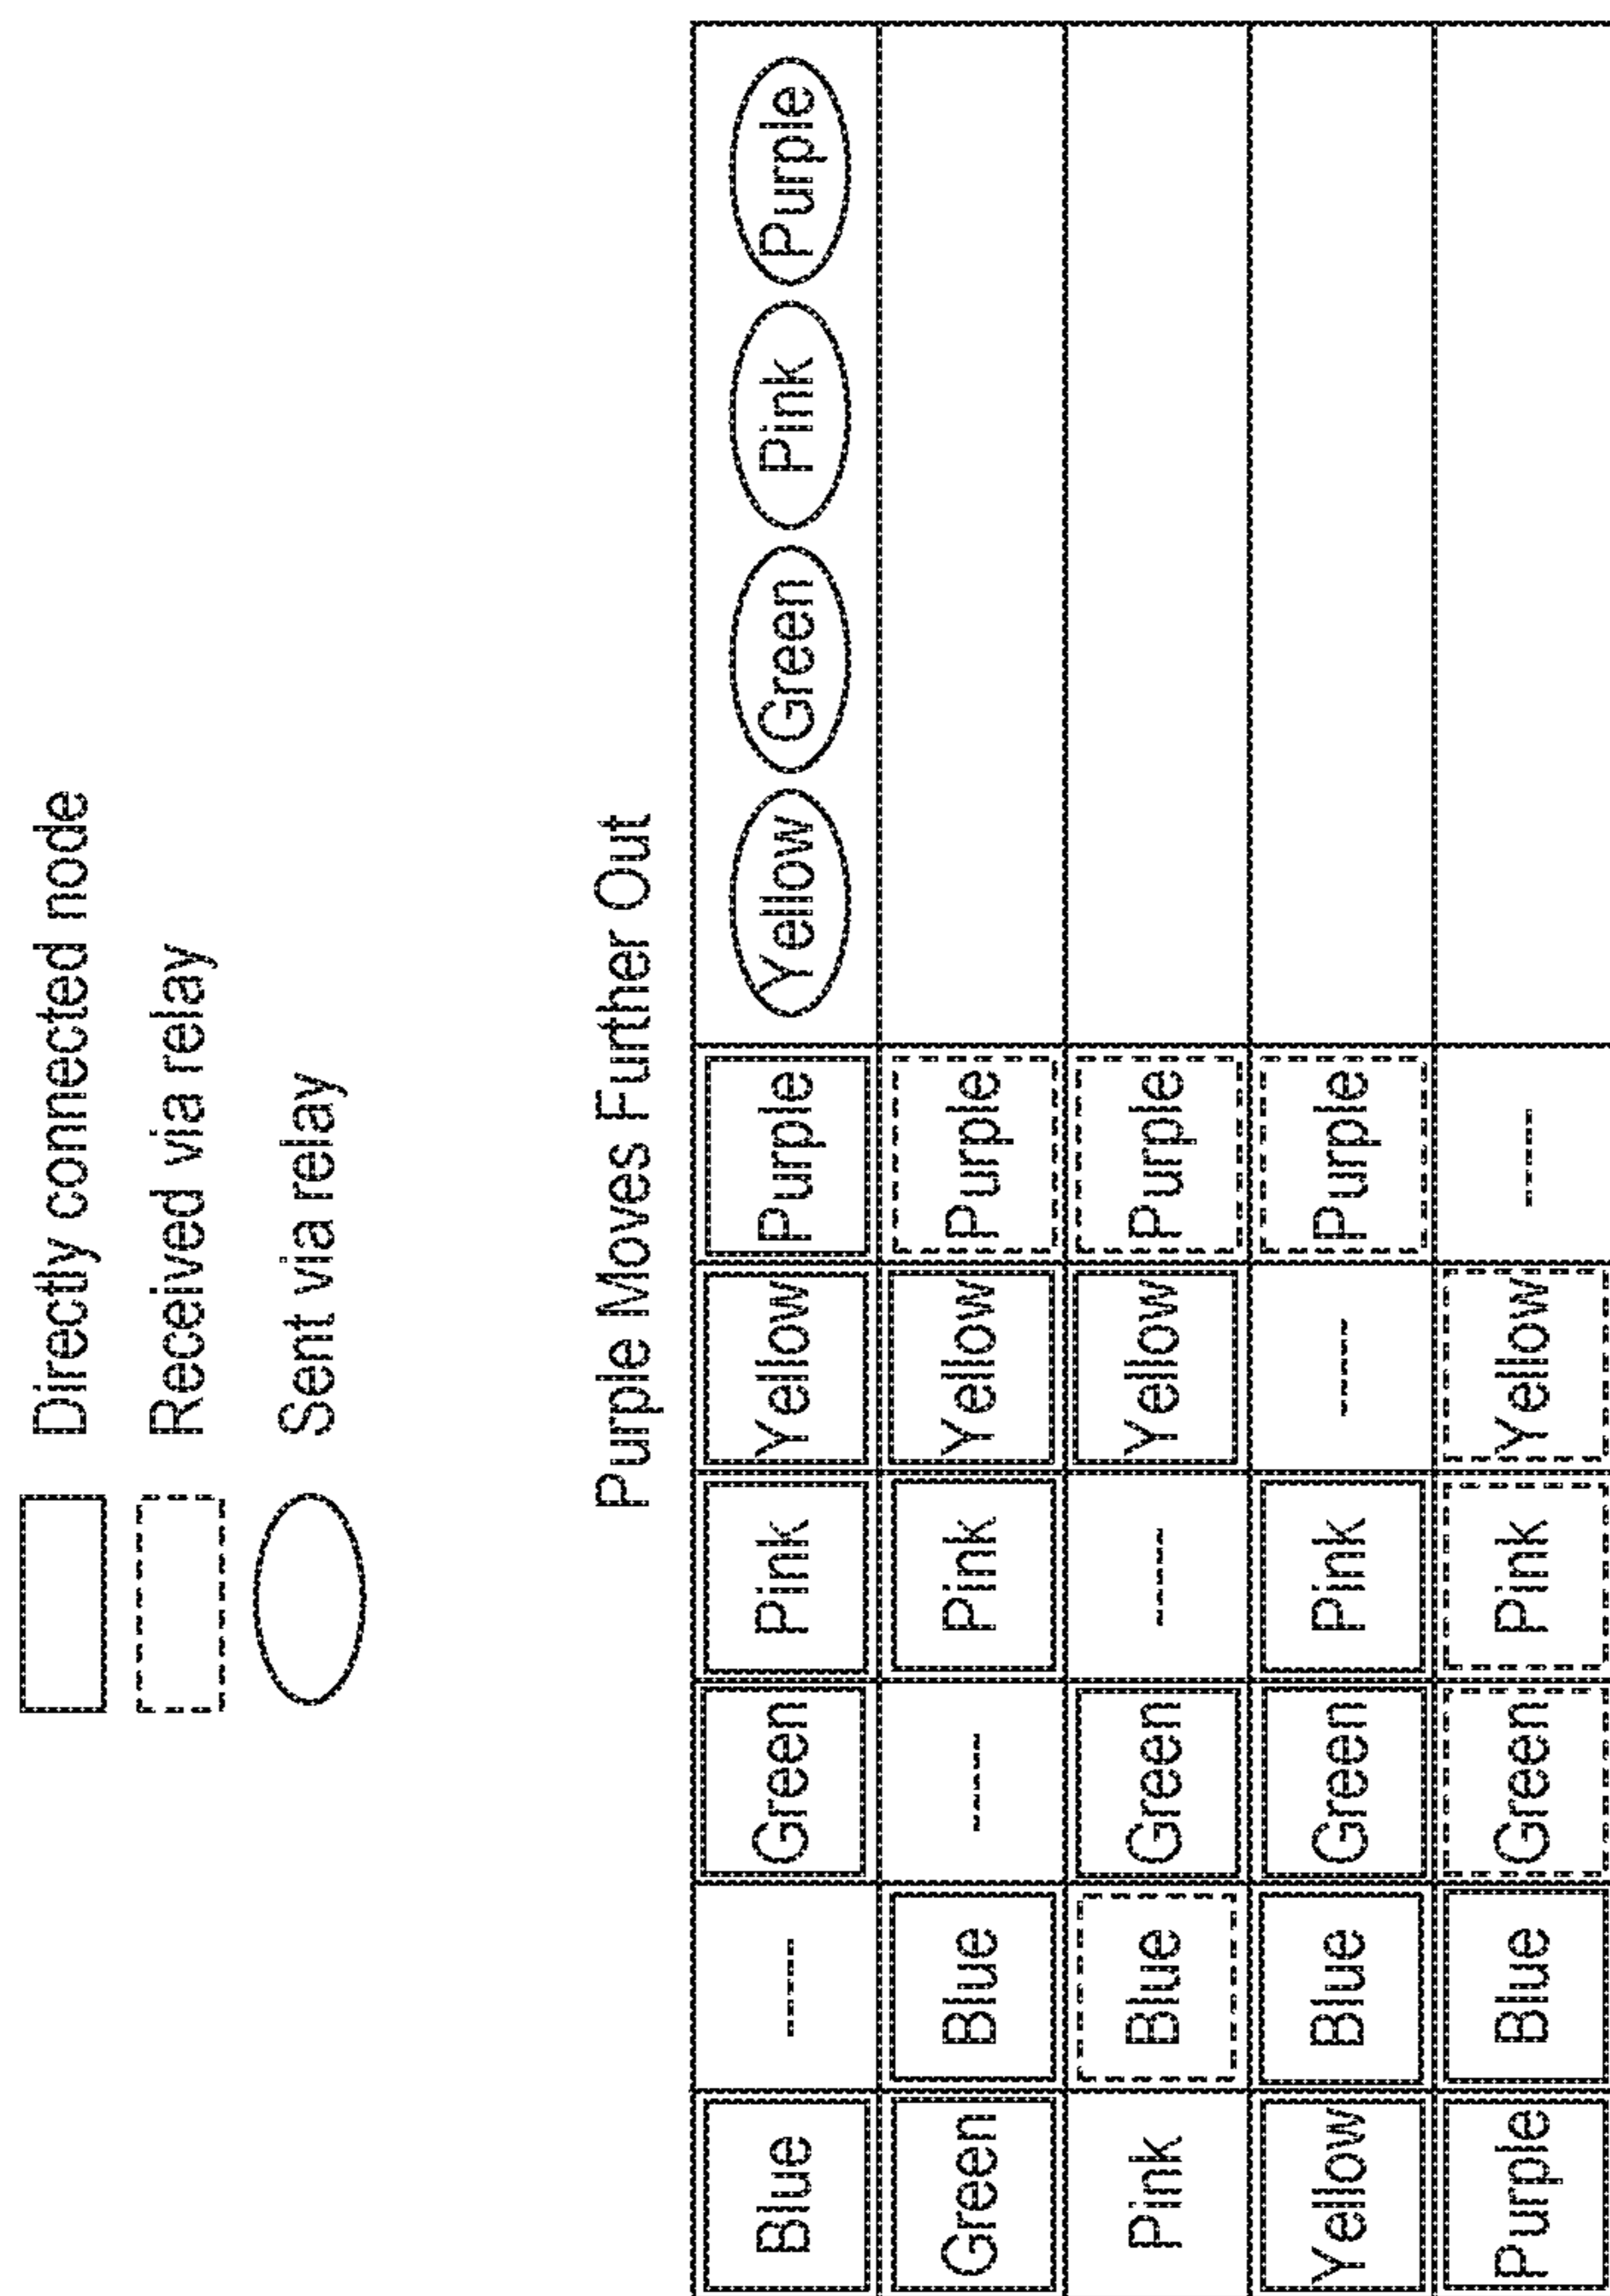 Directly connected node
Received via relay
Sent via relay
Purple Moves Further Out
Blue ----- Green Pink Yellow Purple Yellow Green Pink Purple
Green Blue ----- Pink Yellow Purple
Pink Blue Green ----- Yellow Purple
Yellow Blue Green Pink ----- Purple
Purple Blue Green Pink Yellow -----